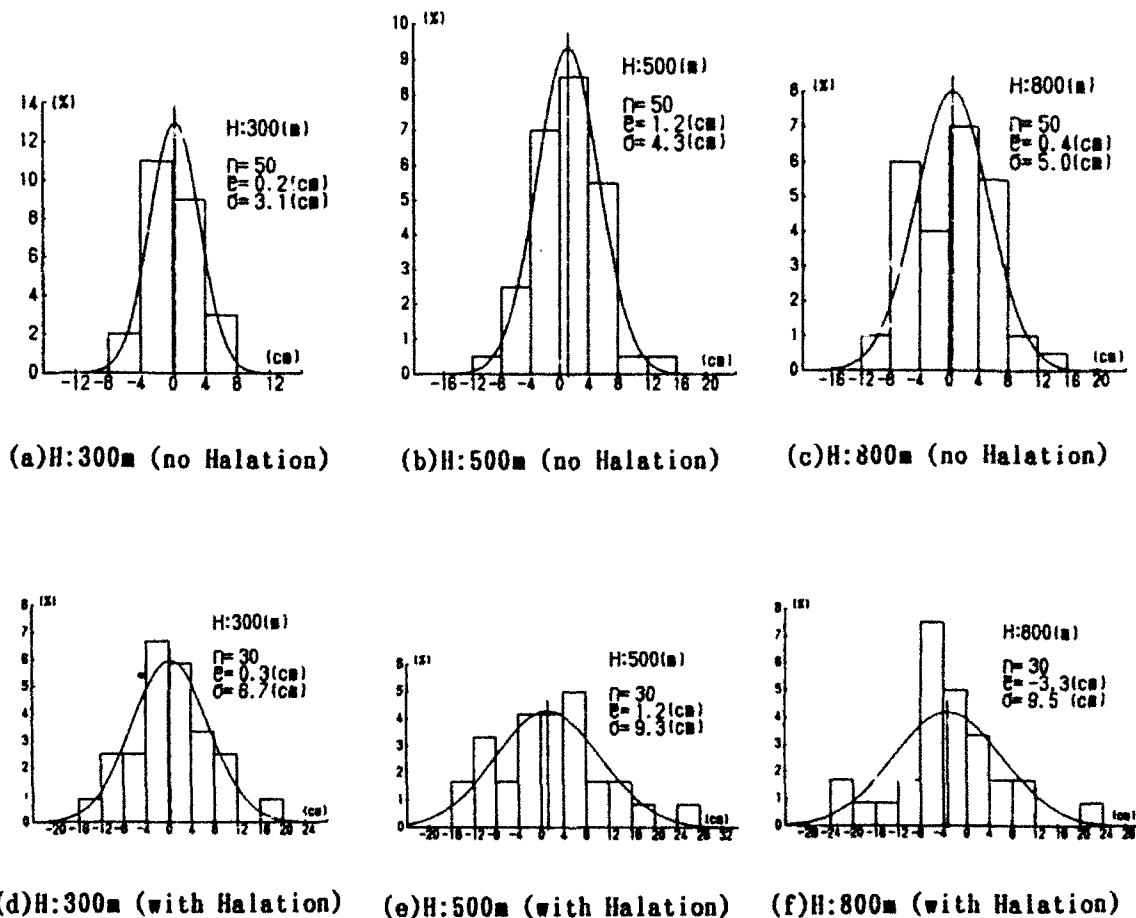 14 (%)
12
10
8
6
4
2
0
H:300(m)
n=50
ē=0.2(cm)
σ=3.1(cm)
(cm)
-12 -8 -4 0 4 8 12
(a)H:300m (no Halation)
10 (%)
9
8
7
6
5
4
3
2
1
0
H:500(m)
n=50
ē=1.2(cm)
σ=4.3(cm)
(cm)
-16 -12 -8 -4 0 4 8 12 16 20
(b)H:500m (no Halation)
8 (%)
7
6
5
4
3
2
1
0
H:800(m)
n=50
ē=0.4(cm)
σ=5.0(cm)
(cm)
-16 -12 -8 -4 0 4 8 12 16 20
(c)H:800m (no Halation)
8 (%)
7
6
5
4
3
2
1
0
H:300(m)
n=30
ē=0.3(cm)
σ=6.7(cm)
(cm)
-20 -16 -12 -8 -4 0 4 8 12 16 20 24
(d)H:300m (with Halation)
6 (%)
5
4
3
2
1
0
H:500(m)
n=30
ē=1.2(cm)
σ=9.3(cm)
(cm)
-20 -16 -12 -8 -4 0 4 8 12 16 20 24 28 32
(e)H:500m (with Halation)
8 (%)
7
6
5
4
3
2
1
0
H:800(m)
n=30
ē=-3.3(cm)
σ=9.5 (cm)
(cm)
-28 -24 -20 -16 -12 -8 -4 0 4 8 12 16 20 24 28
(f)H:800m (with Halation)